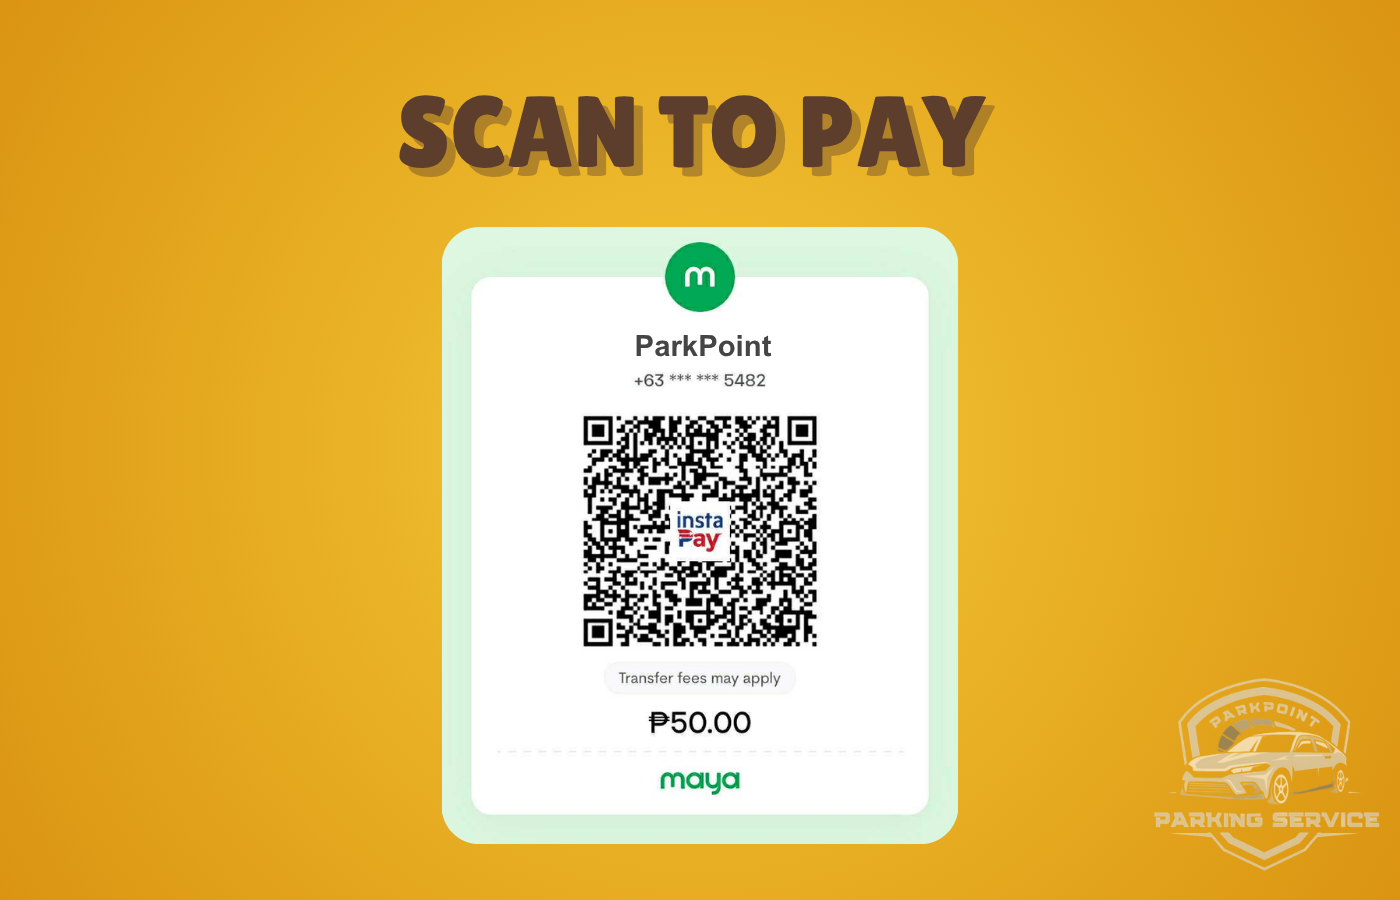 SCAN TO PAY
m
ParkPoint
+63 *** *** 5482
insta
Pay
Transfer fees may apply
₱50.00
maya
PARKPOINT
PARKING SERVICE